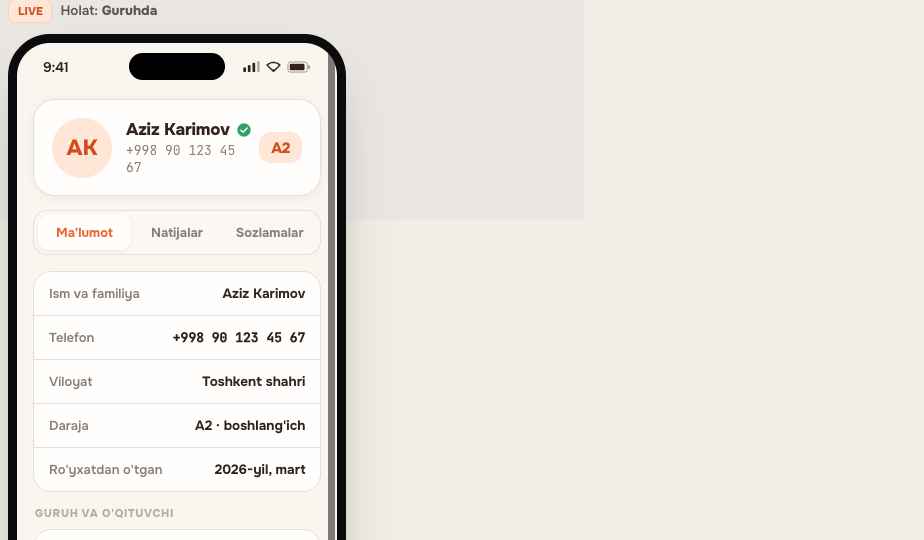 LIVE Holat: Guruhda
9:41
AK
Aziz Karimov
+998 90 123 45
67
A2
Ma'lumot Natijalar Sozlamalar
Ism va familiya Aziz Karimov
Telefon +998 90 123 45 67
Viloyat Toshkent shahri
Daraja A2 · boshlang'ich
Ro'yxatdan o'tgan 2026-yil, mart
GURUH VA O'QITUVCHI